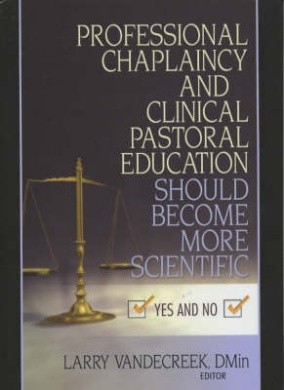 PROFESSIONAL
CHAPLAINCY
AND
CLINICAL
PASTORAL
EDUCATION
SHOULD
BECOME
MORE
SCIENTIFIC
YES AND NO
LARRY VANDECREEK, DMin
EDITOR